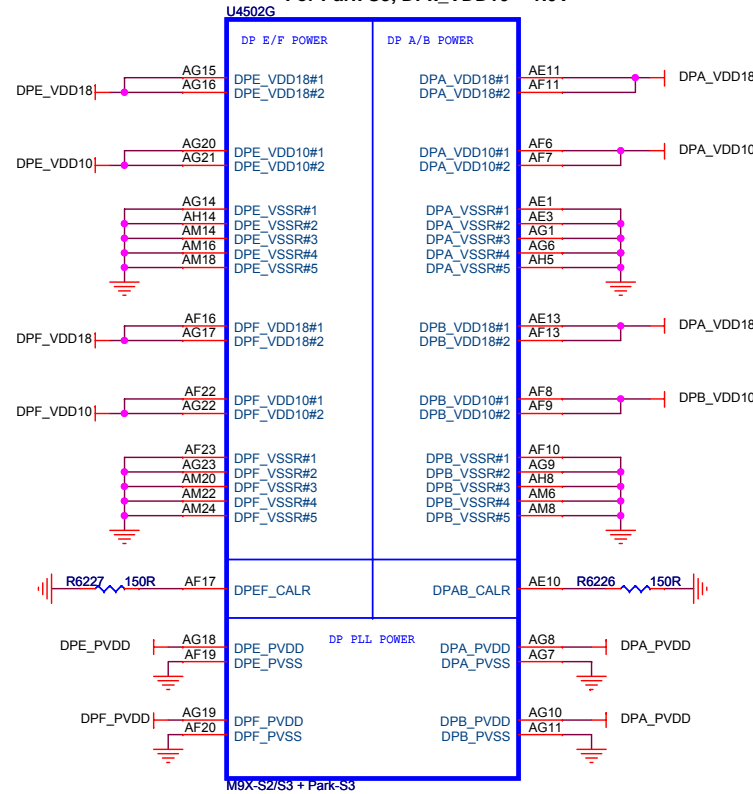 U4502G
DP E/F POWER DP A/B POWER
DPE_VDD18 AG15 DPE_VDD18#1 DPA_VDD18#1 AE11 DPA_VDD18
AG16 DPE_VDD18#2 DPA_VDD18#2 AF11
DPE_VDD10 AG20 DPE_VDD10#1 DPA_VDD10#1 AF6 DPA_VDD10
AG21 DPE_VDD10#2 DPA_VDD10#2 AF7
AG14 DPE_VSSR#1 DPA_VSSR#1 AE1
AH14 DPE_VSSR#2 DPA_VSSR#2 AE3
AM14 DPE_VSSR#3 DPA_VSSR#3 AG1
AM16 DPE_VSSR#4 DPA_VSSR#4 AG6
AM18 DPE_VSSR#5 DPA_VSSR#5 AH5
DPF_VDD18 AF16 DPF_VDD18#1 DPB_VDD18#1 AE13 DPA_VDD18
AG17 DPF_VDD18#2 DPB_VDD18#2 AF13
DPF_VDD10 AF22 DPF_VDD10#1 DPB_VDD10#1 AF8 DPB_VDD10
AG22 DPF_VDD10#2 DPB_VDD10#2 AF9
AF23 DPF_VSSR#1 DPB_VSSR#1 AF10
AG23 DPF_VSSR#2 DPB_VSSR#2 AG9
AM20 DPF_VSSR#3 DPB_VSSR#3 AH8
AM22 DPF_VSSR#4 DPB_VSSR#4 AM6
AM24 DPF_VSSR#5 DPB_VSSR#5 AM8
R6227 150R AF17 DPEF_CALR DPAB_CALR AE10 R6226 150R
DP PLL POWER
DPE_PVDD AG18 DPE_PVDD DPA_PVDD AG8 DPA_PVDD
AF19 DPE_PVSS DPA_PVSS AG7
DPF_PVDD AG19 DPF_PVDD DPB_PVDD AG10 DPA_PVDD
AF20 DPF_PVSS DPB_PVSS AG11
M9X-S2/S3 + Park-S3